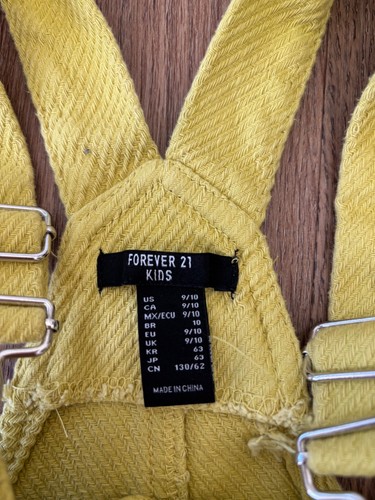 FOREVER 21
KIDS
US 9/10
CA 9/10
MX/ECU 9/10
BR 10
EU 9/10
UK 9/10
KR 63
JP 63
CN 130/62
MADE IN CHINA